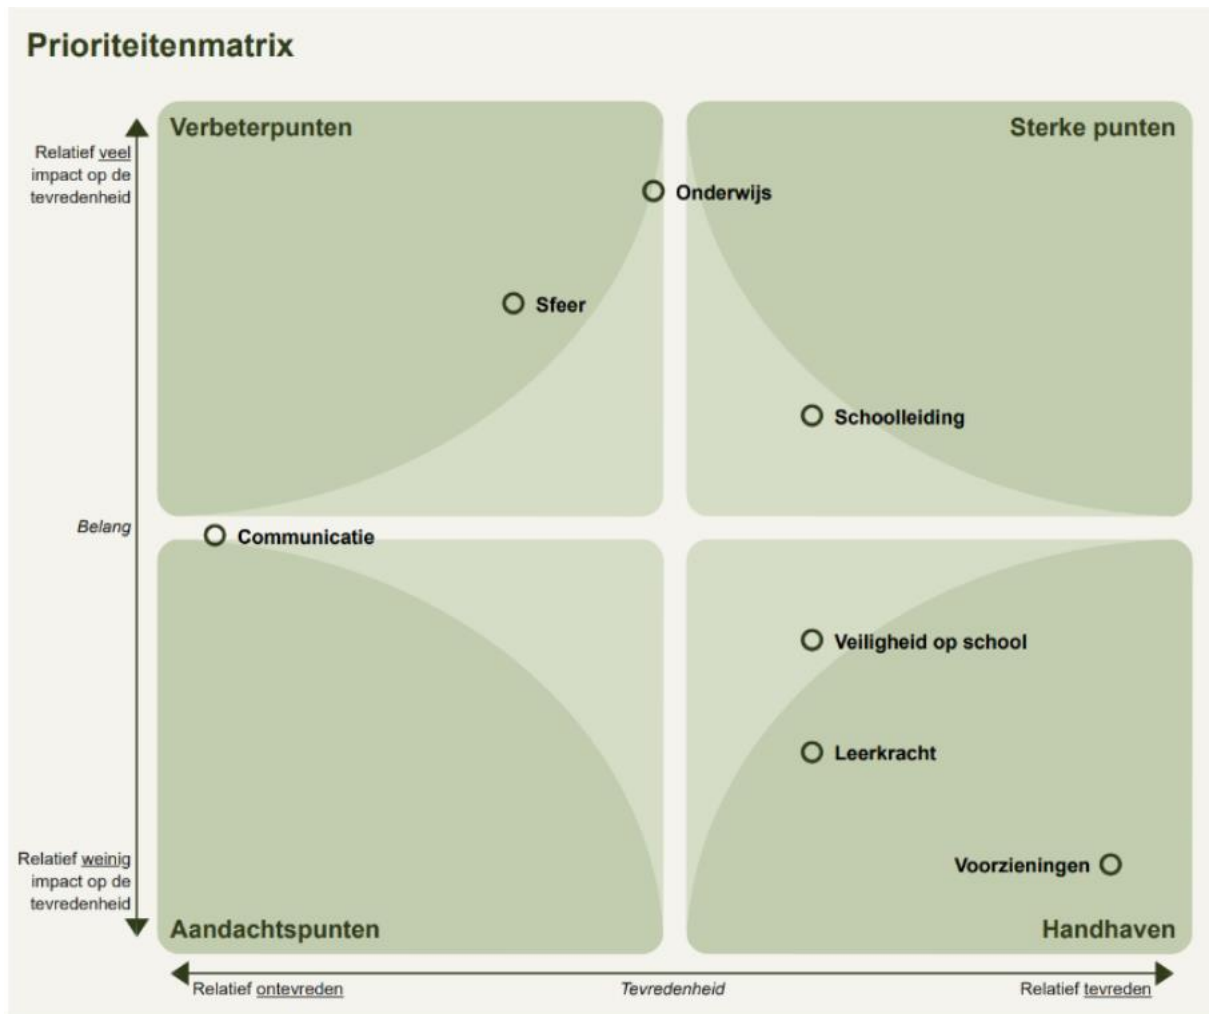 Prioriteitenmatrix
Verbeterpunten
Sterke punten
Relatief veel
impact op de
tevredenheid
Onderwijs
Sfeer
Schoolleiding
Belang
Communicatie
Veiligheid op school
Leerkracht
Voorzieningen
Relatief weinig
impact op de
tevredenheid
Aandachtspunten
Handhaven
Relatief ontevreden
Tevredenheid
Relatief tevreden